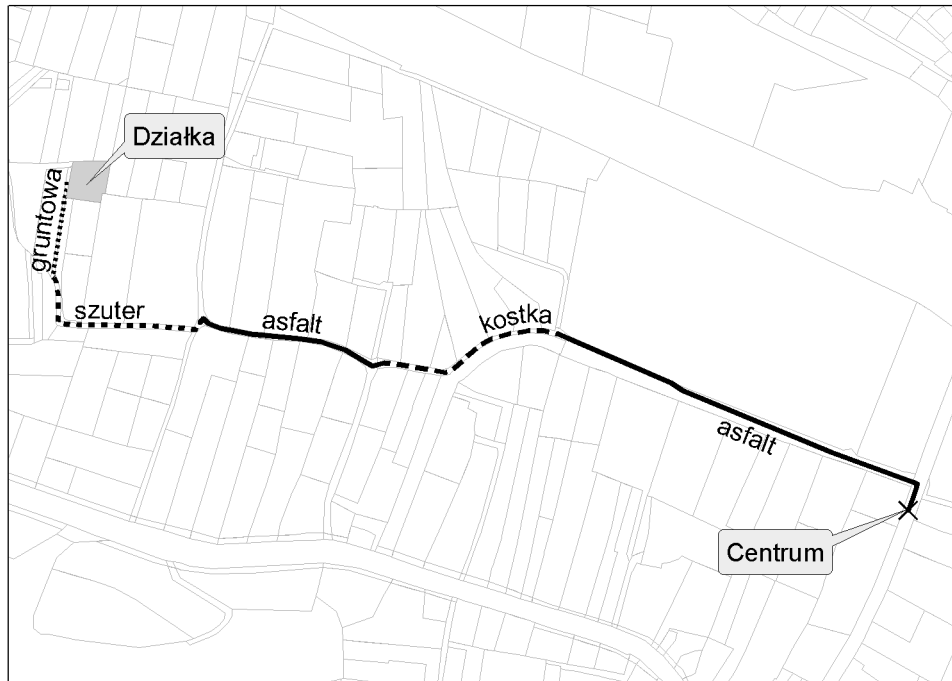 Działka
gruntowa
szuter
asfalt
kostka
asfalt
Centrum